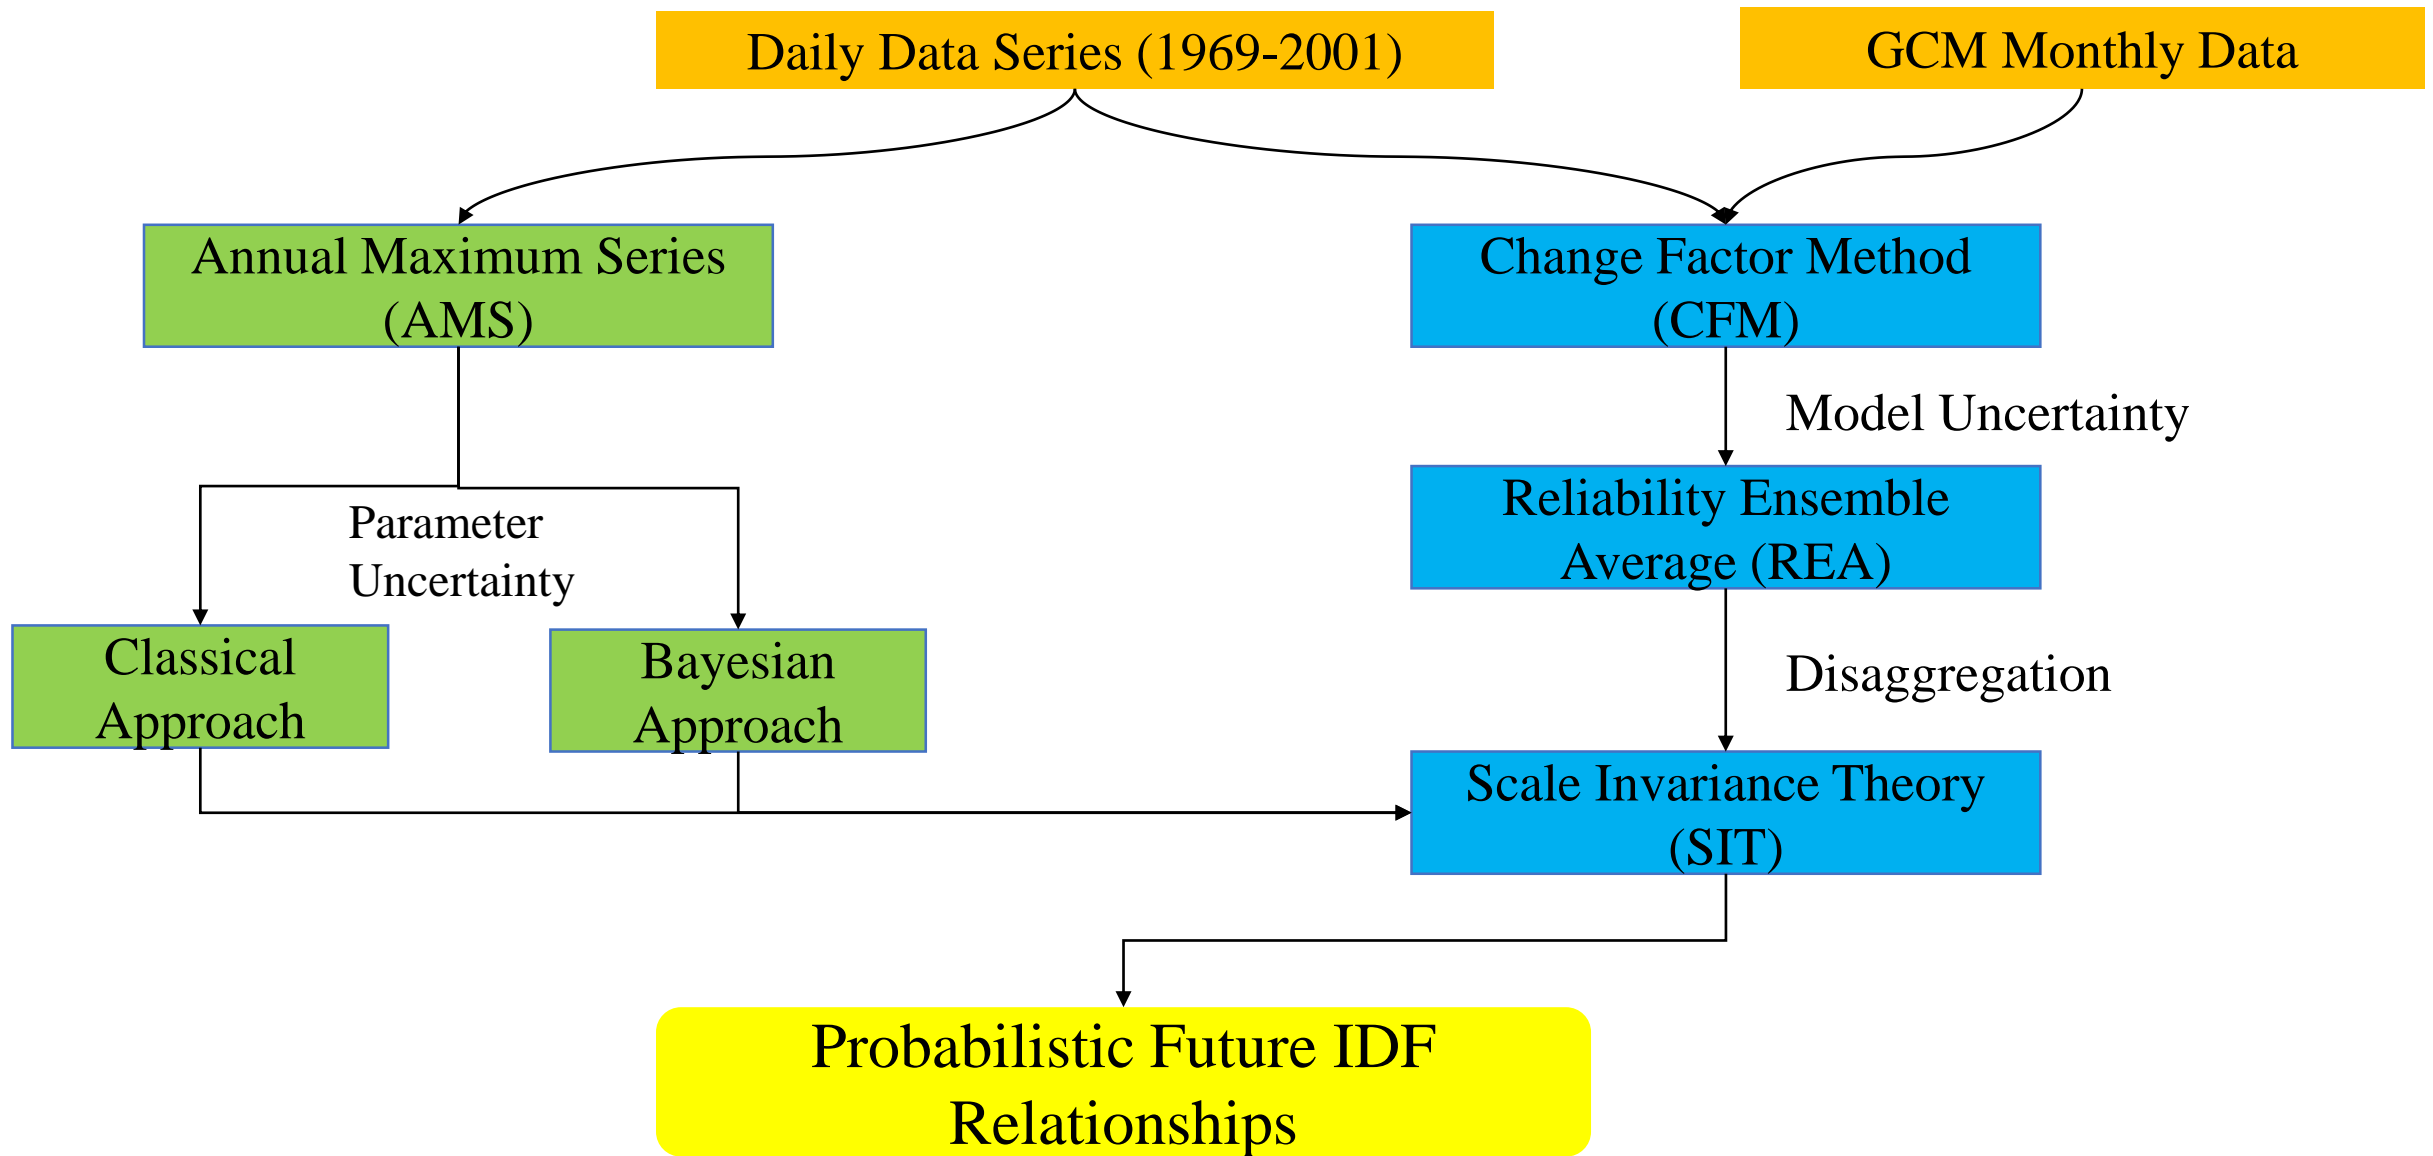 Daily Data Series (1969-2001)
GCM Monthly Data
Annual Maximum Series
(AMS)
Change Factor Method
(CFM)
Model Uncertainty
Reliability Ensemble
Average (REA)
Parameter
Uncertainty
Classical
Approach
Bayesian
Approach
Disaggregation
Scale Invariance Theory
(SIT)
Probabilistic Future IDF
Relationships